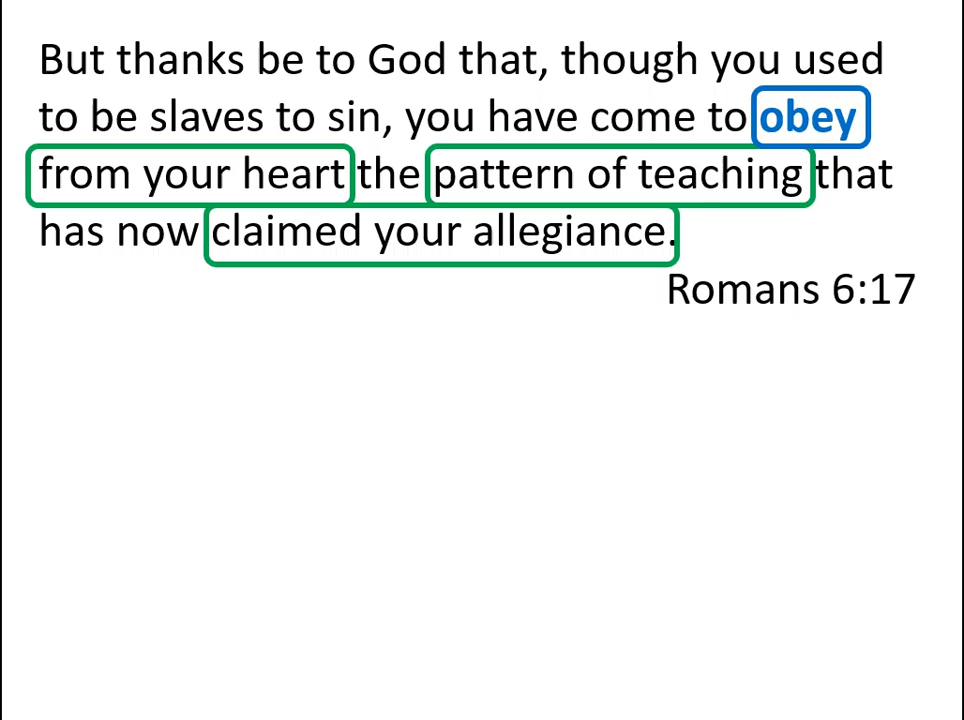 But thanks be to God that, though you used
to be slaves to sin, you have come to obey
from your heart the pattern of teaching that
has now claimed your allegiance.
Romans 6:17